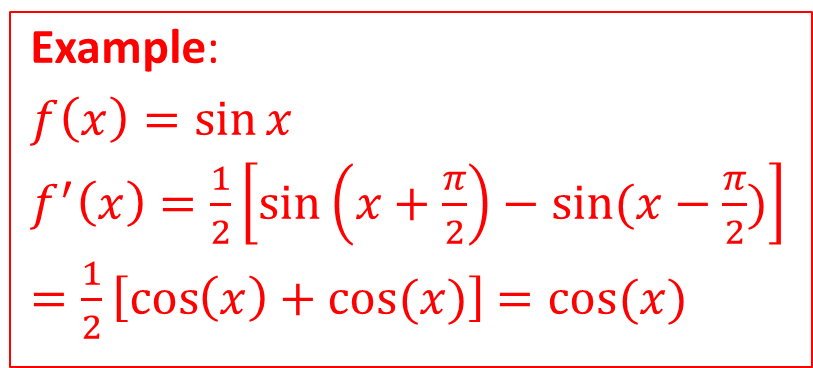 Example:
f(x) = sin x
f′(x) = 1/2 [sin (x + π/2) − sin(x − π/2)]
= 1/2 [cos(x) + cos(x)] = cos(x)